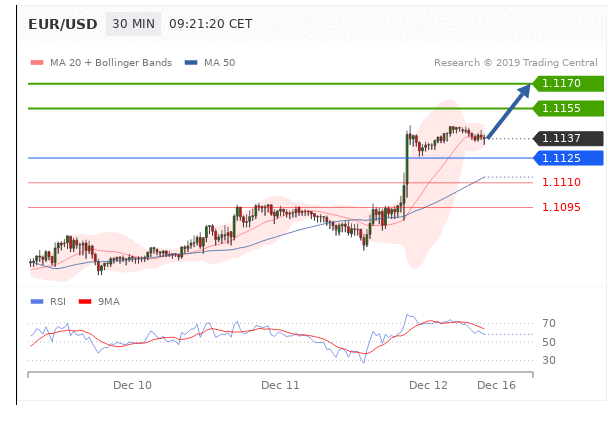 EUR/USD 30 MIN 09:21:20 CET
MA 20 + Bollinger Bands MA 50 Research © 2019 Trading Central
1.1170
1.1155
1.1137
1.1125
1.1110
1.1095
RSI 9MA
70
50
30
Dec 10 Dec 11 Dec 12 Dec 16